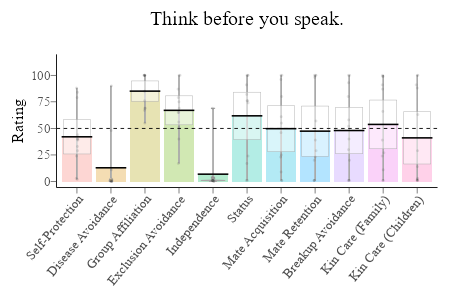 Think before you speak.
Rating
100
75
50
25
0
Self-Protection
Disease Avoidance
Group Affiliation
Exclusion Avoidance
Independence
Status
Mate Acquisition
Mate Retention
Breakup Avoidance
Kin Care (Family)
Kin Care (Children)